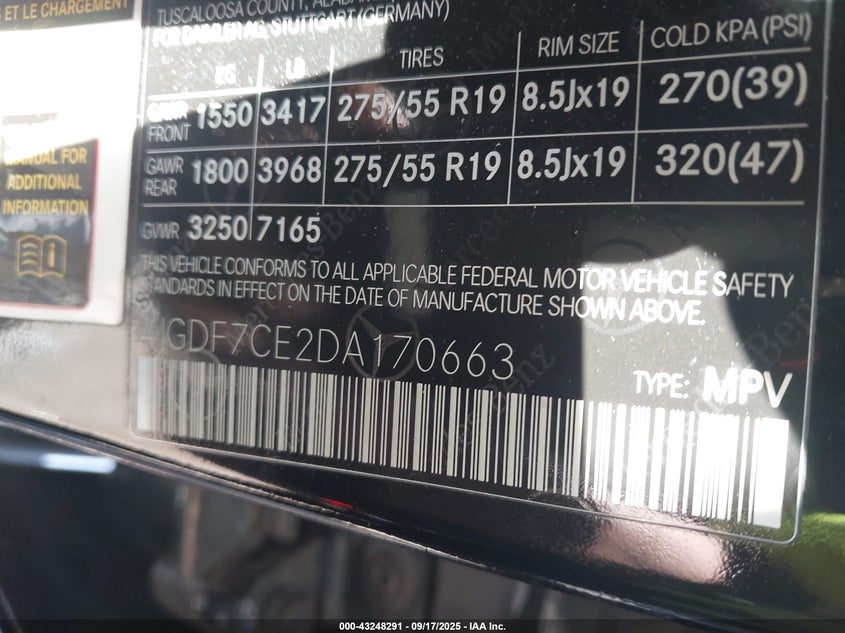 S ET LE CHARGEMENT
MANUAL FOR
ADDITIONAL
INFORMATION
TUSCALOOSA COUNTY, ALABAMA
FOR DAIMLER AG STUTTGART (GERMANY)
KG LB TIRES RIM SIZE COLD KPA (PSI)
GAWR FRONT 1550 3417 275/55 R19 8.5Jx19 270(39)
GAWR REAR 1800 3968 275/55 R19 8.5Jx19 320(47)
GVWR 3250 7165
THIS VEHICLE CONFORMS TO ALL APPLICABLE FEDERAL MOTOR VEHICLE SAFETY
STANDARDS IN EFFECT ON THE DATE OF MANUFACTURE SHOWN ABOVE.
JGDF7CE2DA170663
TYPE: MPV
000-43248291 - 09/17/2025 - IAA Inc.